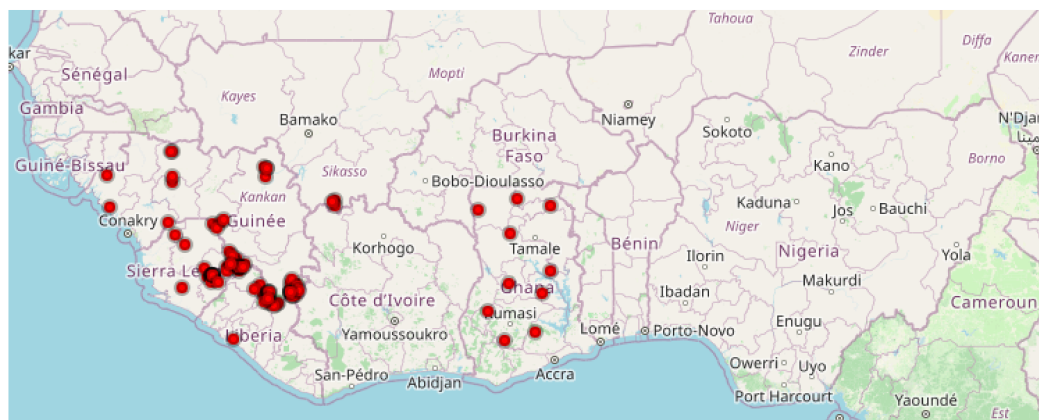 Tahoua
Diffa
Zinder
Kanem
kar
Sénégal
Mopti
Kayes
Gambia
Niamey
Bamako
N'Dja
Sokoto
Burkina
Faso
Guiné-Bissau
Kano
Borno
Sikasso
Bobo-Dioulasso
Kankan
Kaduna
Bauchi
Jos
Conakry
Guinée
Niger
Korhogo
Tamale
Bénin
Nigeria
Yola
Ilorin
Sierra Le
Makurdi
Ghana
Ibadan
Côte d'Ivoire
Cameroun
Kumasi
Enugu
Liberia
Yamoussoukro
Lomé
Porto-Novo
Owerri
Uyo
San-Pédro
Abidjan
Accra
Port Harcourt
Yaoundé
Est